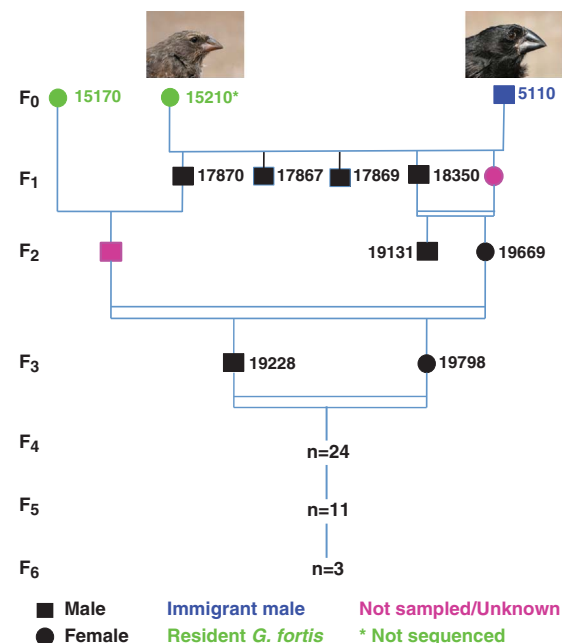 F0 15170 15210* 5110
F1 17870 17867 17869 18350
F2 19131 19669
F3 19228 19798
F4 n=24
F5 n=11
F6 n=3
Male Immigrant male Not sampled/Unknown
Female Resident G. fortis * Not sequenced